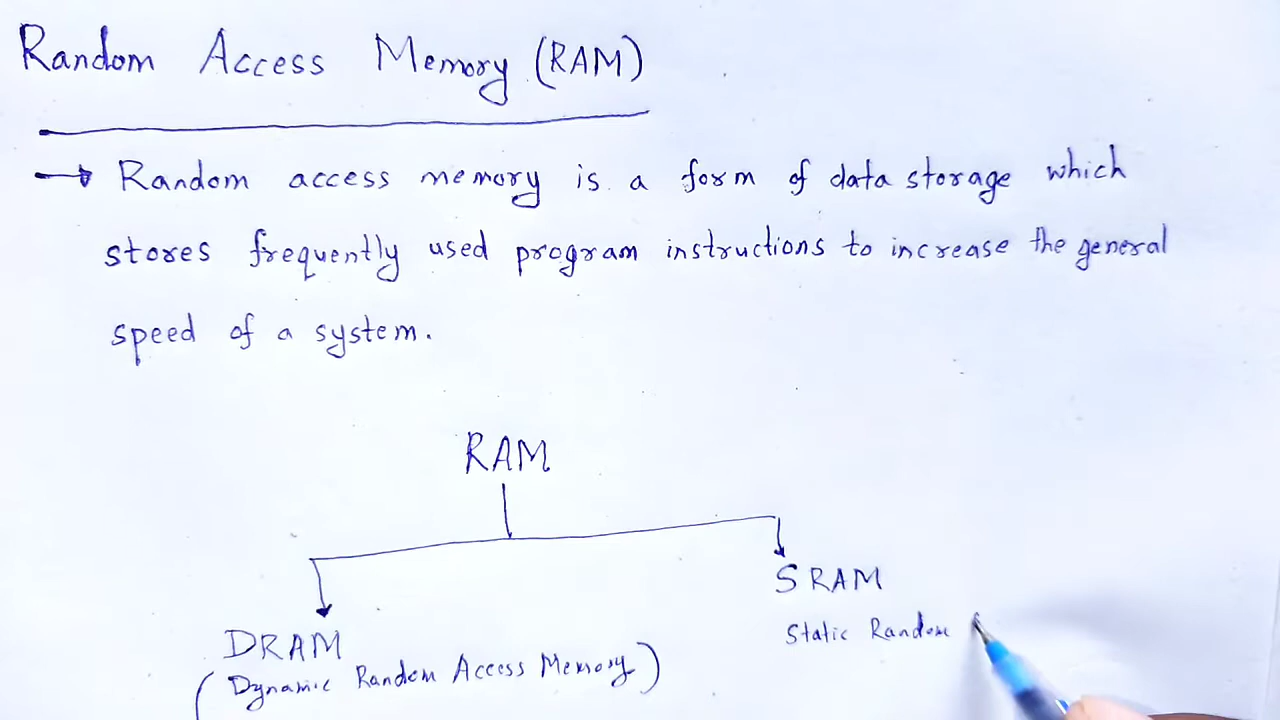 Random Access Memory (RAM)
→ Random access memory is a form of data storage which
stores frequently used program instructions to increase the general
speed of a system.
RAM
SRAM
Static Random
DRAM
(Dynamic Random Access Memory)